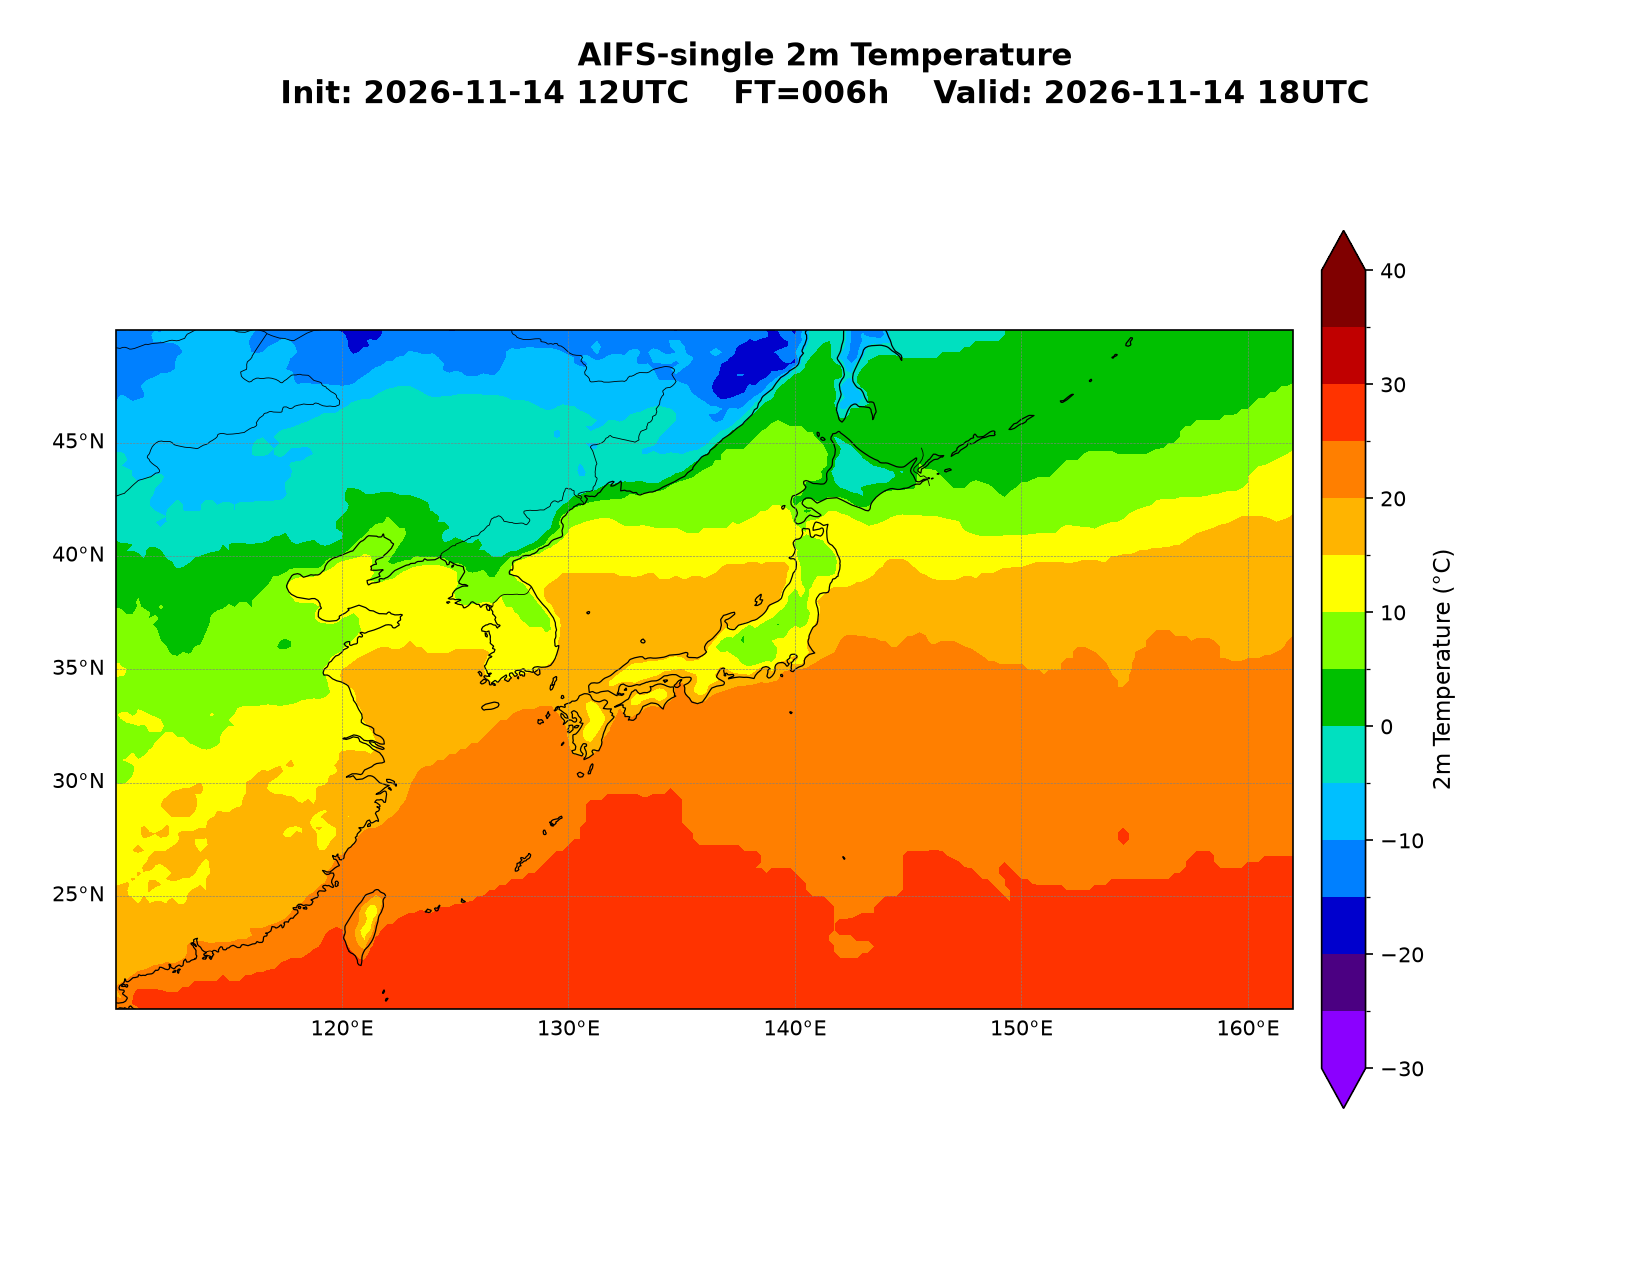 AIFS-single 2m Temperature
Init: 2026-11-14 12UTC    FT=006h    Valid: 2026-11-14 18UTC
45°N
40°N
35°N
30°N
25°N
120°E
130°E
140°E
150°E
160°E
40
30
20
10
0
−10
−20
−30
2m Temperature (°C)